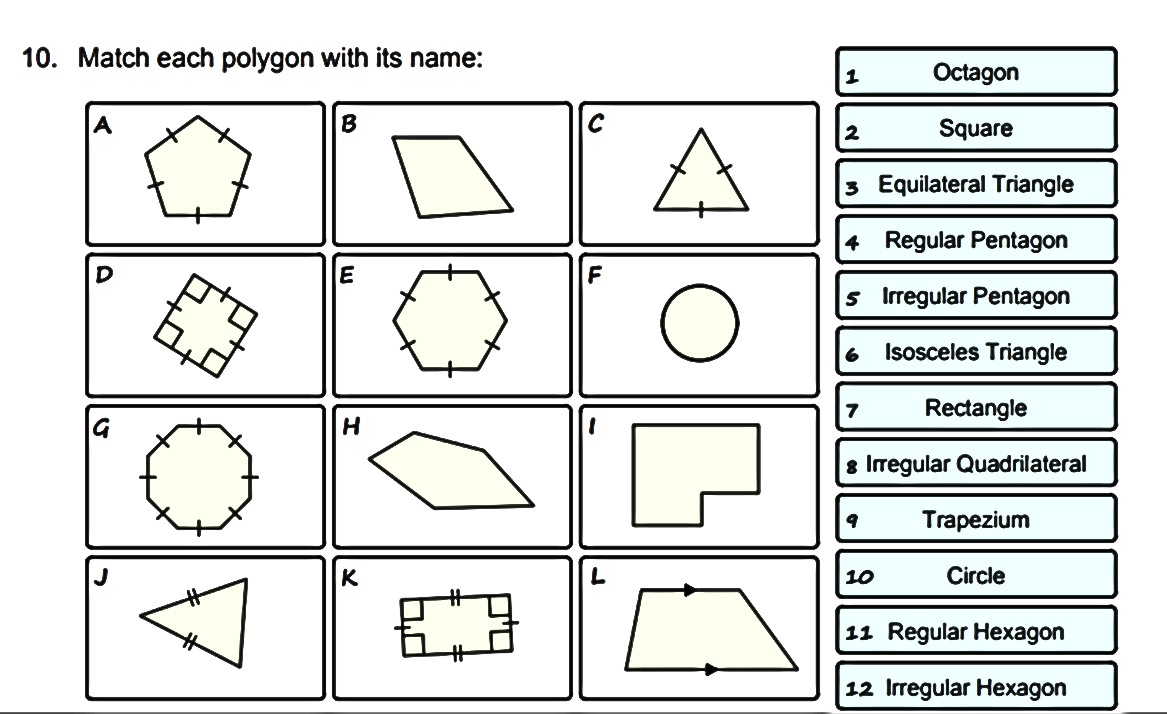 10. Match each polygon with its name:
A
B
C
D
E
F
G
H
I
J
K
L
1 Octagon
2 Square
3 Equilateral Triangle
4 Regular Pentagon
5 Irregular Pentagon
6 Isosceles Triangle
7 Rectangle
8 Irregular Quadrilateral
9 Trapezium
10 Circle
11 Regular Hexagon
12 Irregular Hexagon